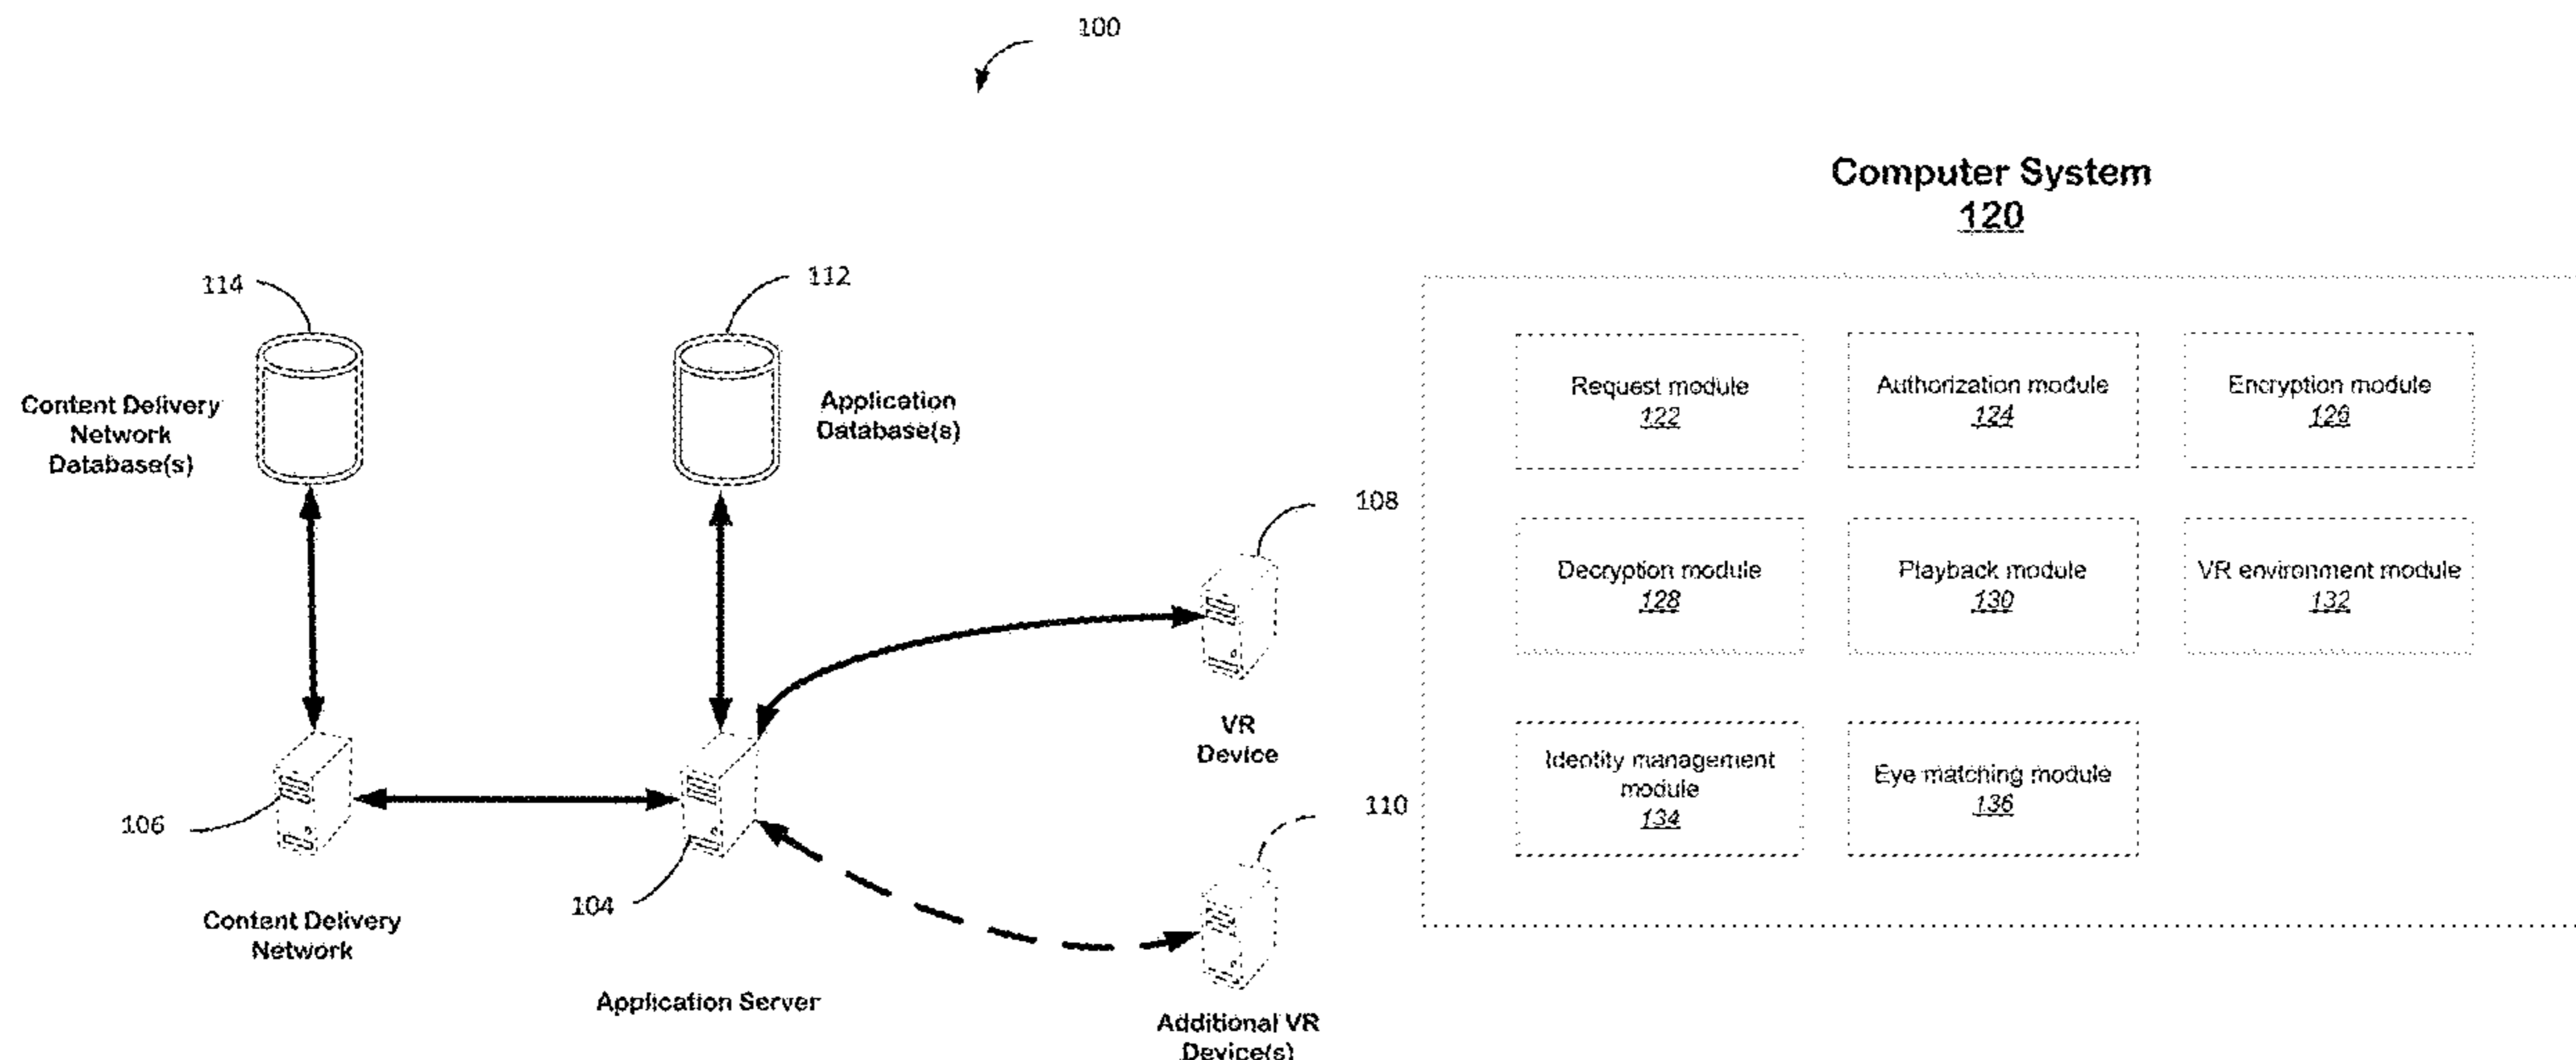 100
Computer System
120
114
112
Content Delivery
Network
Database(s)
Application
Database(s)
Request module
122
Authorization module
124
Encryption module
126
108
Decryption module
128
Playback module
130
VR environment module
132
VR
Device
Identity management
module
134
Eye matching module
136
106
110
104
Content Delivery
Network
Application Server
Additional VR
Device(s)